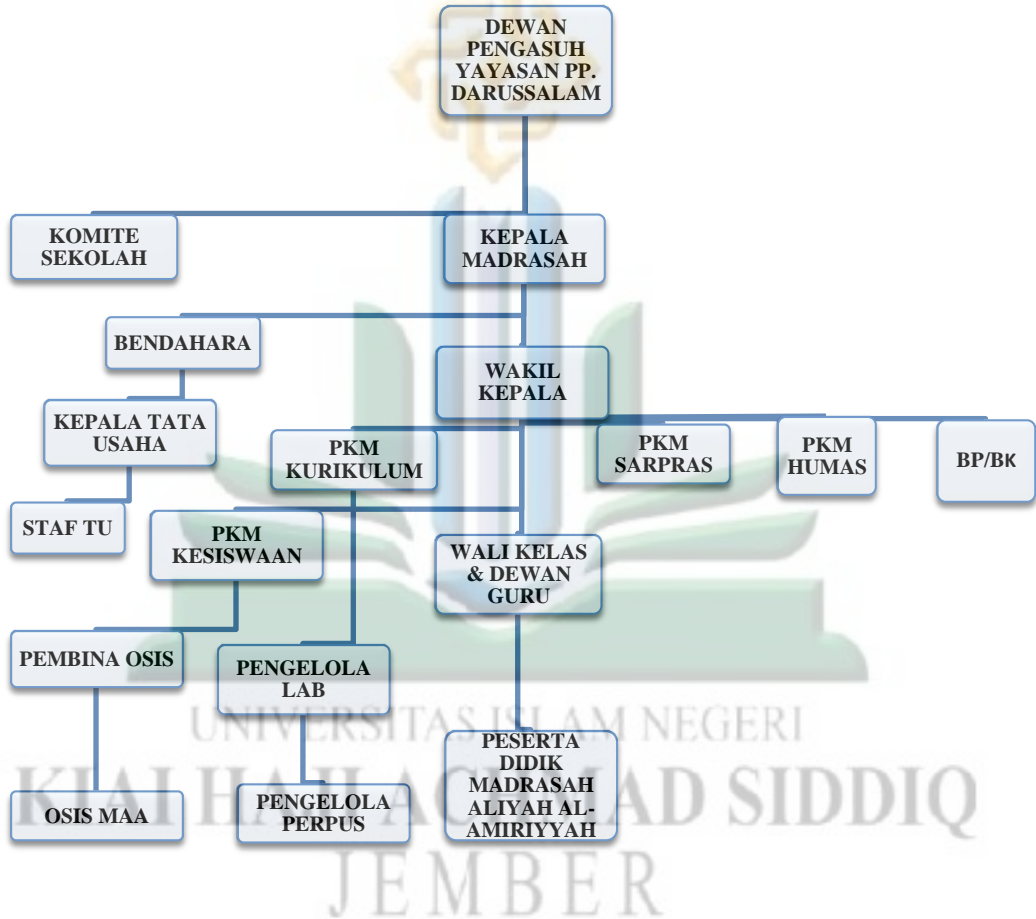 DEWAN
PENGASUH
YAYASAN PP.
DARUSSALAM
KOMITE
SEKOLAH
KEPALA
MADRASAH
BENDAHARA
WAKIL
KEPALA
KEPALA TATA
USAHA
PKM
KURIKULUM
PKM
SARPRAS
PKM
HUMAS
BP/BK
STAF TU
PKM
KESISWAAN
WALI KELAS
& DEWAN
GURU
PEMBINA OSIS
PENGELOLA
LAB
PESERTA
DIDIK
MADRASAH
ALIYAH AL-
AMIRIYYAH
OSIS MAA
PENGELOLA
PERPUS
UNIVERSITAS ISLAM NEGERI
KIAI HAJI ACHMAD SIDDIQ
JEMBER